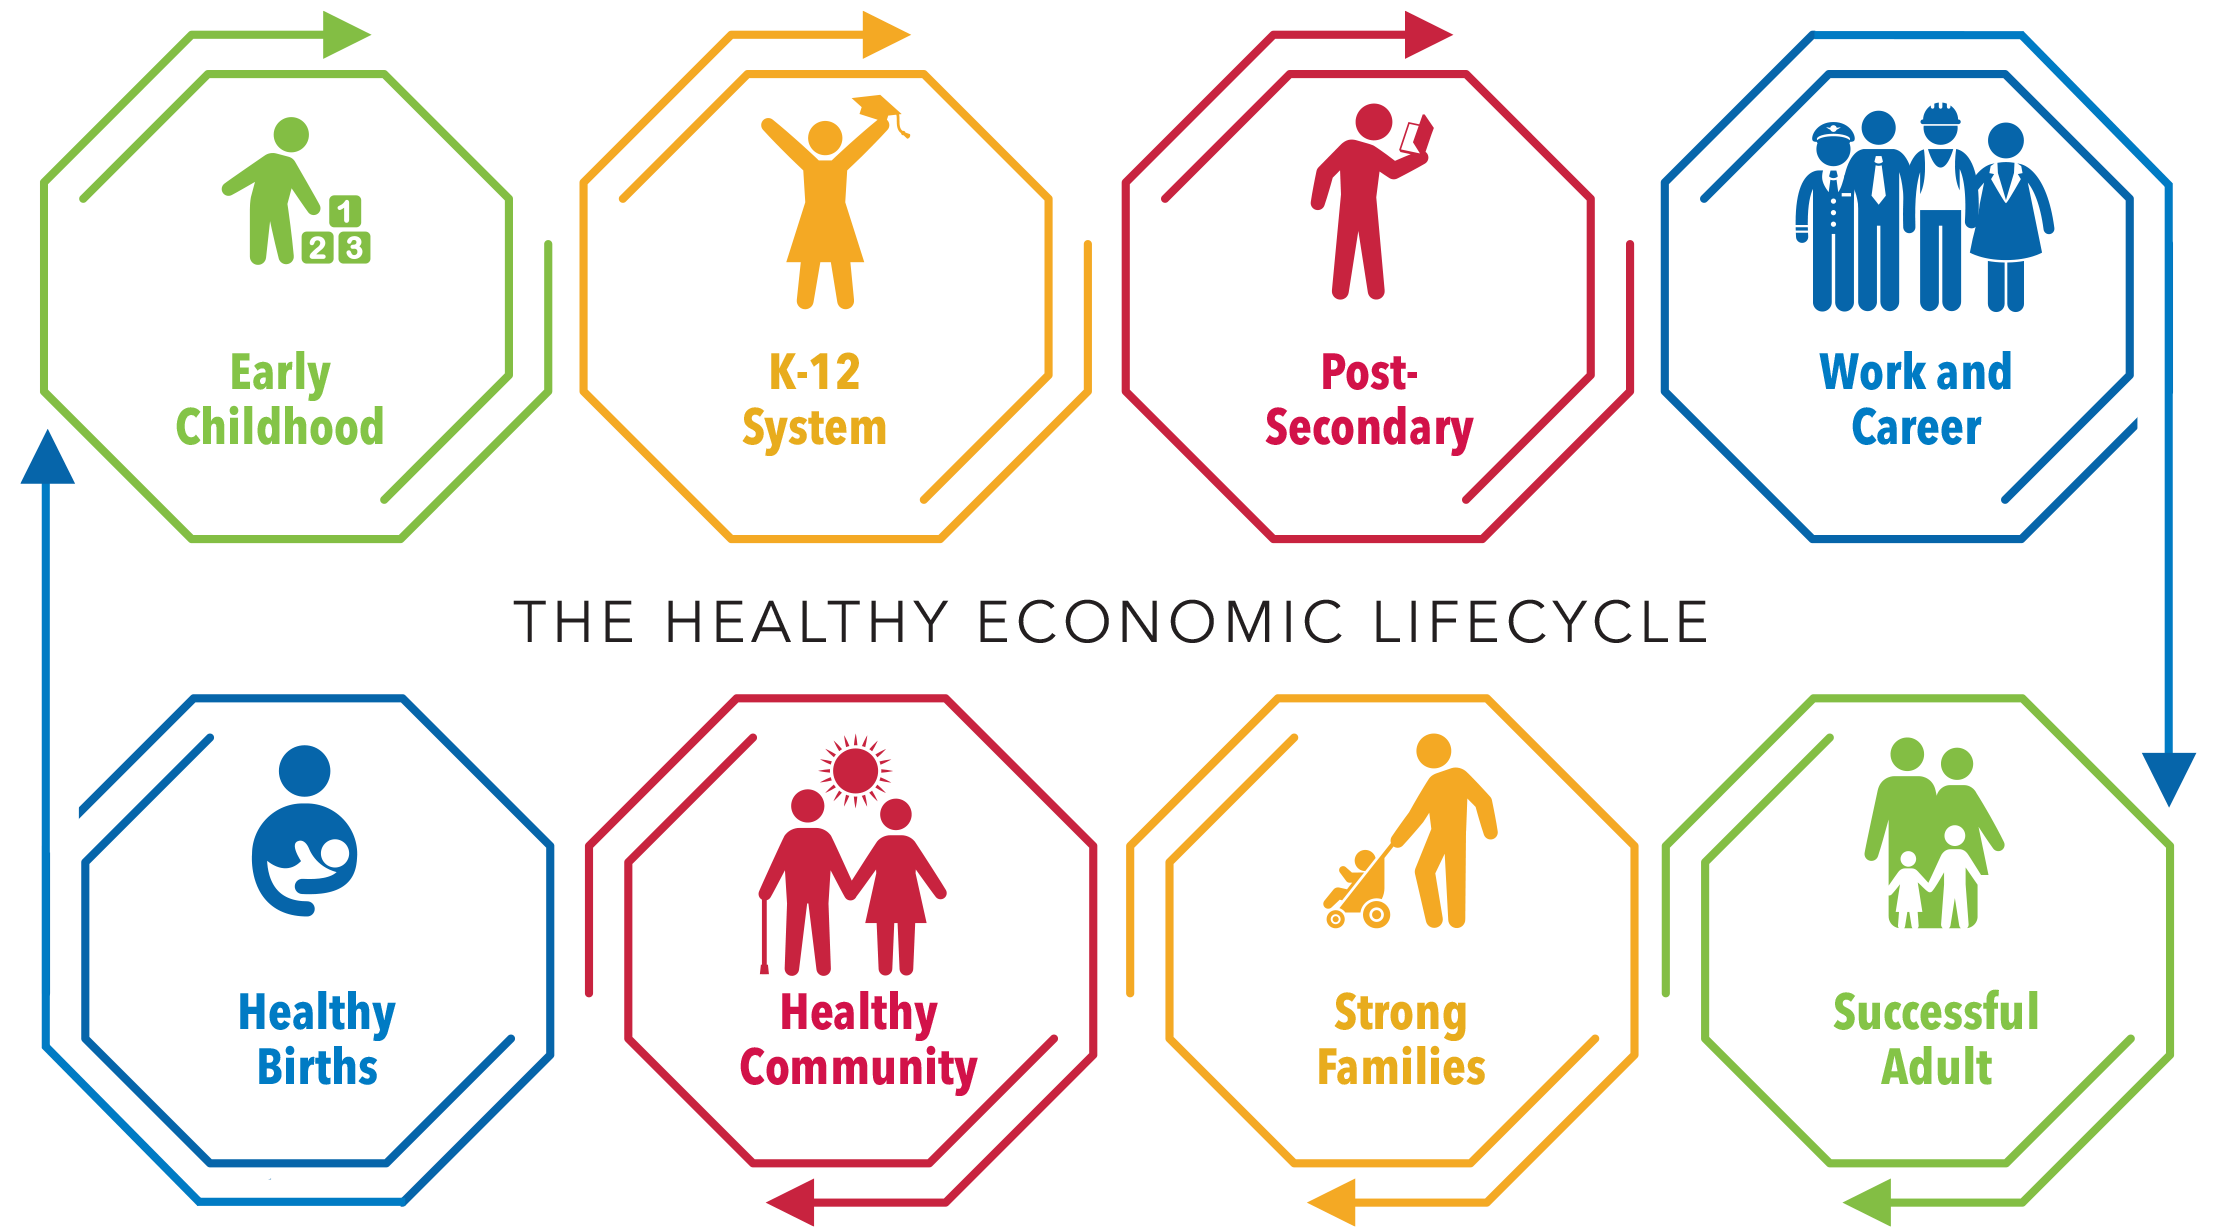 1
2 3
Early
Childhood
K-12
System
Post-
Secondary
Work and
Career
THE HEALTHY ECONOMIC LIFECYCLE
Healthy
Births
Healthy
Community
Strong
Families
Successful
Adult